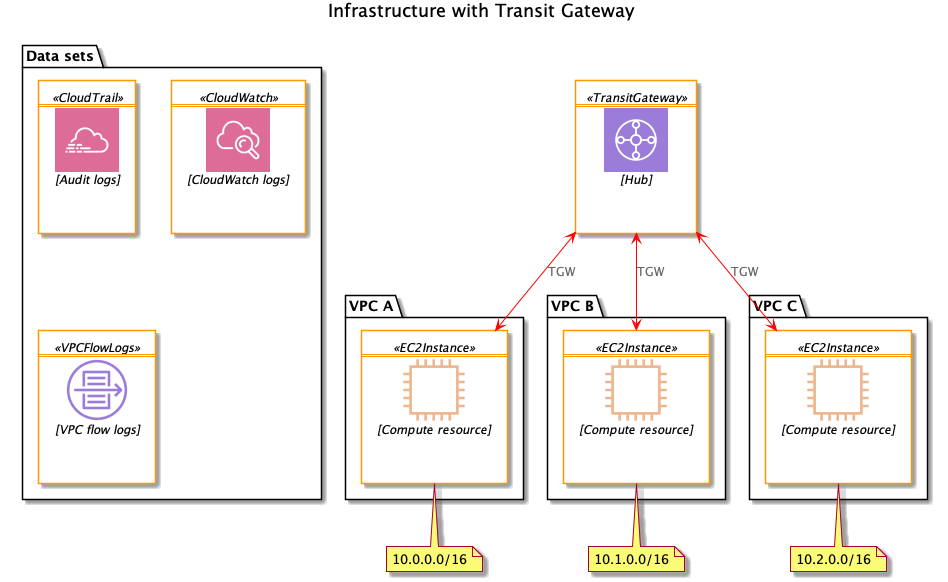 Infrastructure with Transit Gateway
Data sets
«CloudTrail»
[Audit logs]
«CloudWatch»
[CloudWatch logs]
«TransitGateway»
[Hub]
TGW
TGW
TGW
«VPCFlowLogs»
[VPC flow logs]
VPC A
«EC2Instance»
[Compute resource]
10.0.0.0/16
VPC B
«EC2Instance»
[Compute resource]
10.1.0.0/16
VPC C
«EC2Instance»
[Compute resource]
10.2.0.0/16